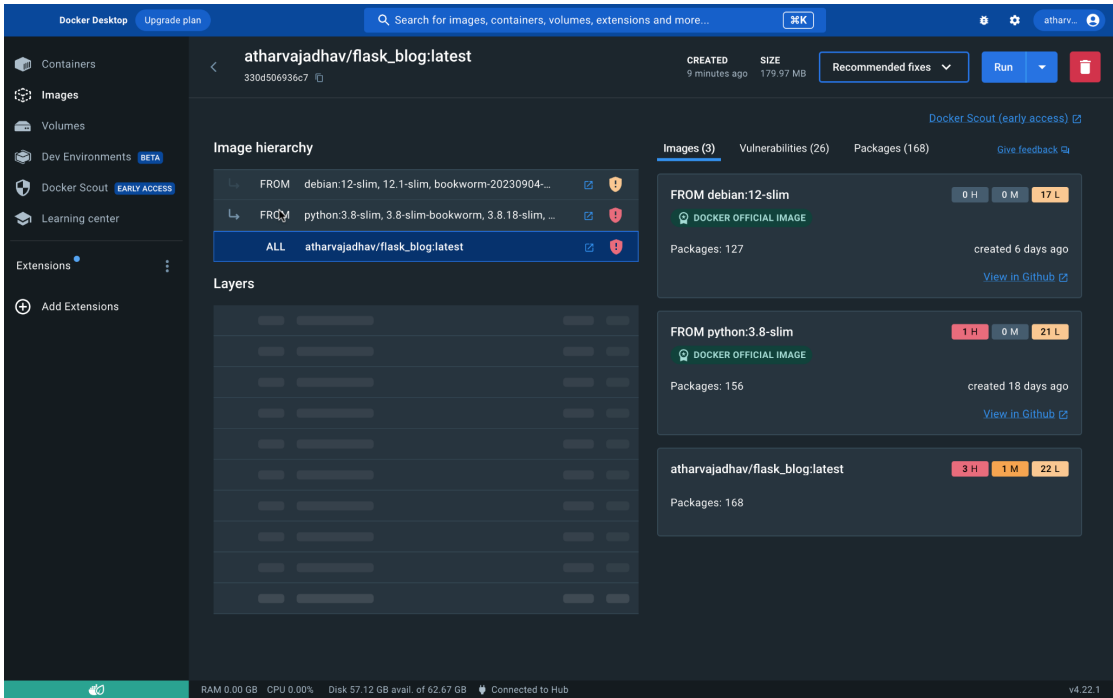 Docker Desktop
Upgrade plan
Search for images, containers, volumes, extensions and more...
⌘K
atharv...
Containers
Images
Volumes
Dev Environments BETA
Docker Scout EARLY ACCESS
Learning center
Extensions
Add Extensions
atharvajadhav/flask_blog:latest
330d506936c7
CREATED
9 minutes ago
SIZE
179.97 MB
Recommended fixes
Run
Docker Scout (early access)
Image hierarchy
FROM debian:12-slim, 12.1-slim, bookworm-20230904-...
FROM python:3.8-slim, 3.8-slim-bookworm, 3.8.18-slim, ...
ALL atharvajadhav/flask_blog:latest
Layers
Images (3)
Vulnerabilities (26)
Packages (168)
Give feedback
FROM debian:12-slim
0 H 0 M 17 L
DOCKER OFFICIAL IMAGE
Packages: 127
created 6 days ago
View in Github
FROM python:3.8-slim
1 H 0 M 21 L
DOCKER OFFICIAL IMAGE
Packages: 156
created 18 days ago
View in Github
atharvajadhav/flask_blog:latest
3 H 1 M 22 L
Packages: 168
RAM 0.00 GB CPU 0.00% Disk 57.12 GB avail. of 62.67 GB Connected to Hub
v4.22.1